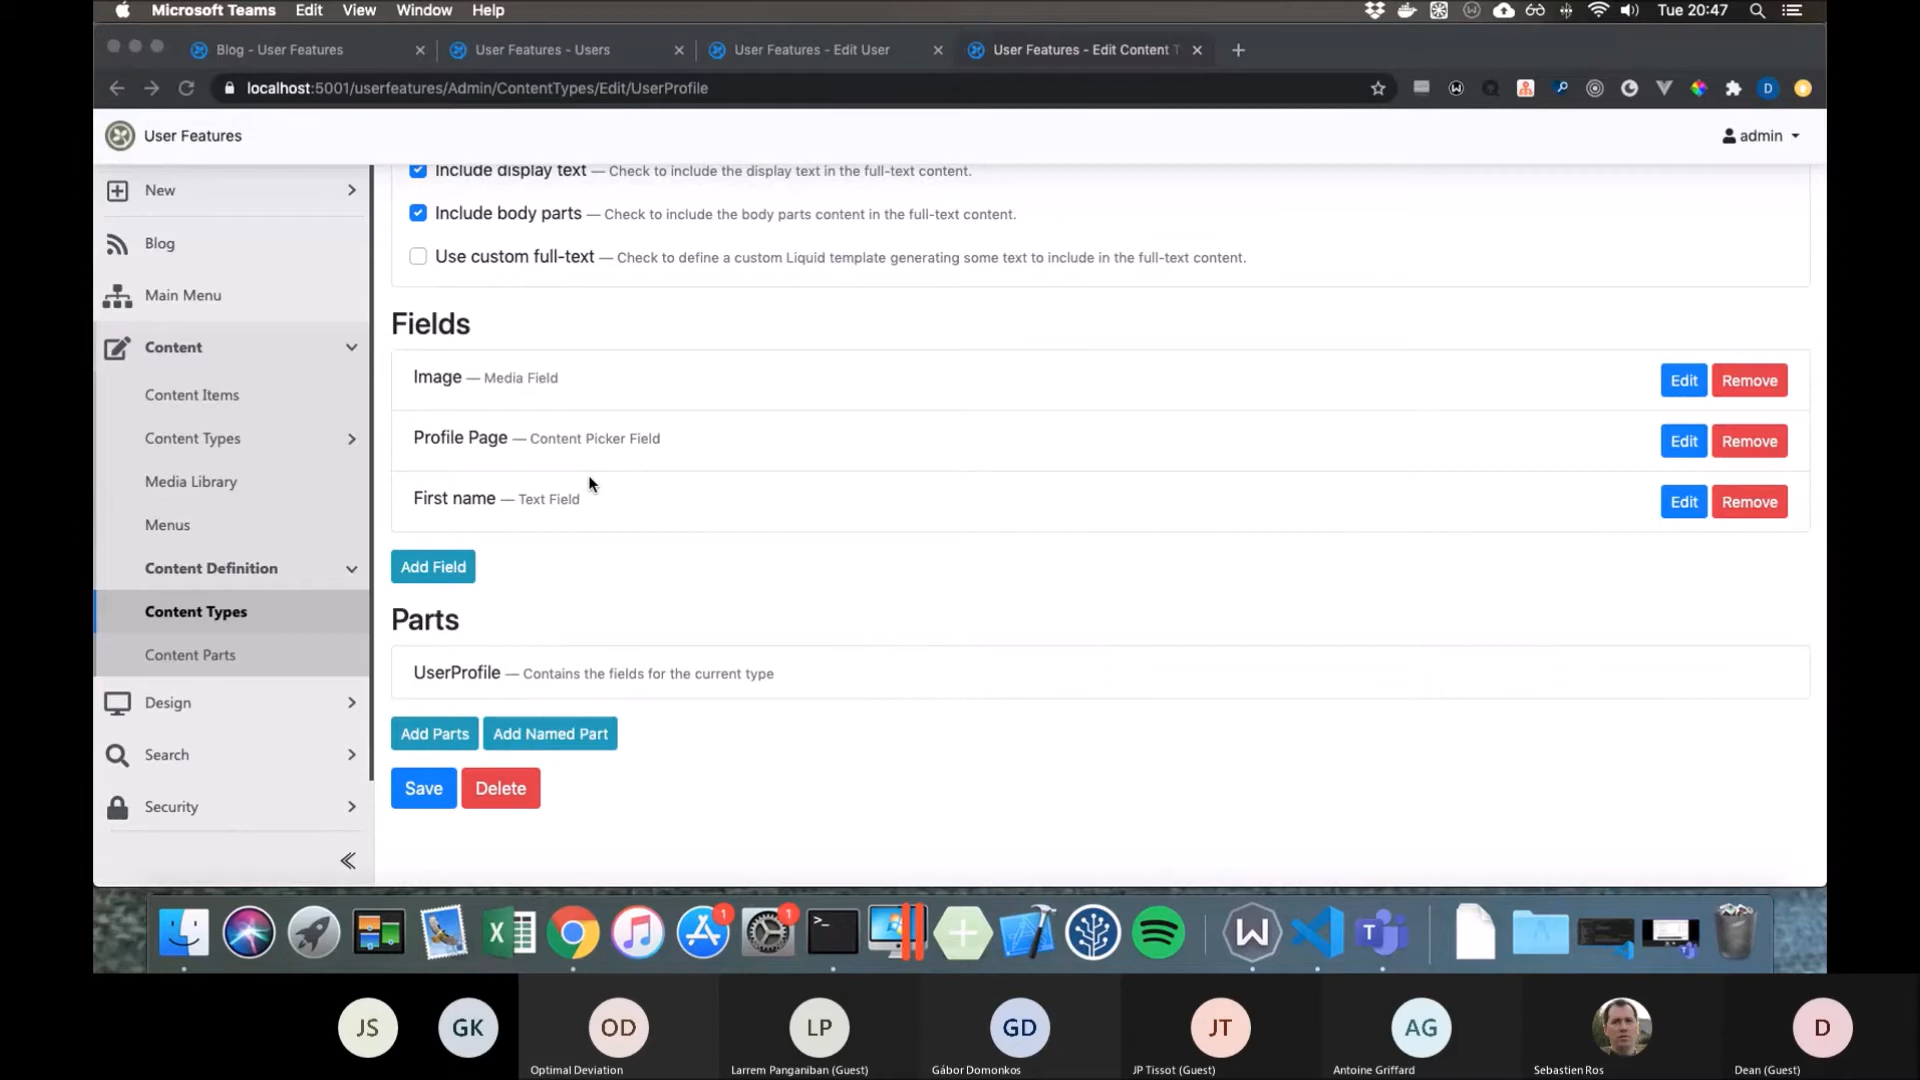 Microsoft Teams Edit View Window Help Tue 20:47
Blog - User Features
User Features - Users
User Features - Edit User
User Features - Edit Content T
localhost:5001/userfeatures/Admin/ContentTypes/Edit/UserProfile
D
User Features
admin
New
Blog
Main Menu
Content
Content Items
Content Types
Media Library
Menus
Content Definition
Content Types
Content Parts
Design
Search
Security
Include display text — Check to include the display text in the full-text content.
Include body parts — Check to include the body parts content in the full-text content.
Use custom full-text — Check to define a custom Liquid template generating some text to include in the full-text content.
Fields
Image — Media Field
Edit Remove
Profile Page — Content Picker Field
Edit Remove
First name — Text Field
Edit Remove
Add Field
Parts
UserProfile — Contains the fields for the current type
Add Parts Add Named Part
Save Delete
1
1
JS
GK
OD
Optimal Deviation
LP
Larrem Panganiban (Guest)
GD
Gábor Domonkos
JT
JP Tissot (Guest)
AG
Antoine Griffard
Sebastien Ros
D
Dean (Guest)